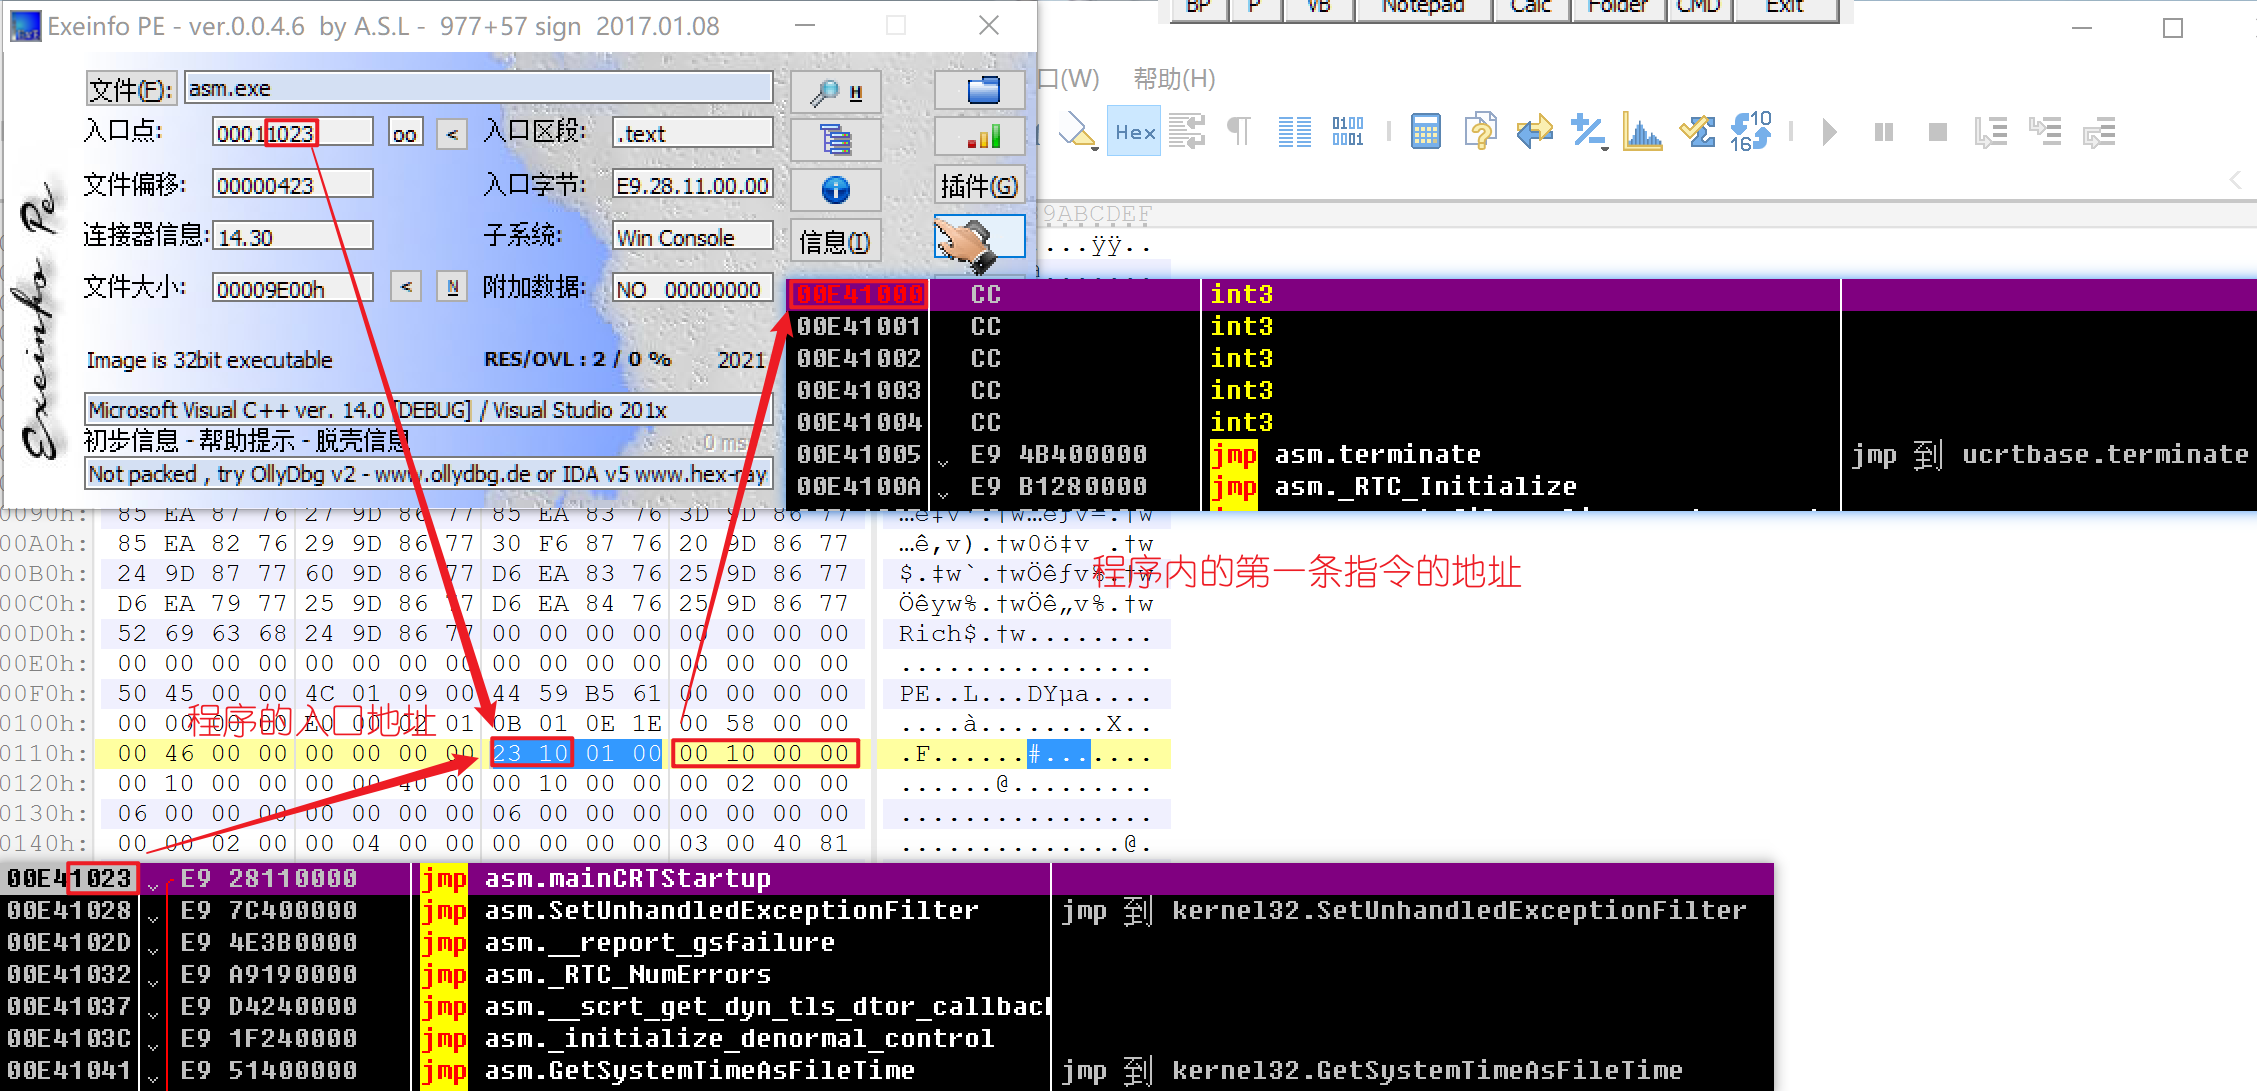 Exeinfo PE - ver.0.0.4.6 by A.S.L - 977+57 sign 2017.01.08
BP P VB Notepad Calc Folder CMD Exit
口(W) 帮助(H)
Exeinfo Pe
文件(F): asm.exe H
入口点: 00011023 oo < 入口区段: .text
文件偏移: 00000423 入口字节: E9.28.11.00.00 插件(G)
连接器信息: 14.30 子系统: Win Console 信息(I)
文件大小: 00009E00h < N 附加数据: NO 00000000
Image is 32bit executable RES/OVL : 2 / 0 % 2021
Microsoft Visual C++ ver. 14.0 [DEBUG] / Visual Studio 201x
初步信息 - 帮助提示 - 脱壳信息 0 ms
Not packed , try OllyDbg v2 - www.ollydbg.de or IDA v5 www.hex-ray
Hex
9ABCDEF
...ÿÿ..
00E41000 CC int3
00E41001 CC int3
00E41002 CC int3
00E41003 CC int3
00E41004 CC int3
00E41005 E9 4B400000 jmp asm.terminate jmp 到 ucrtbase.terminate
00E4100A E9 B1280000 jmp asm._RTC_Initialize
0090h: 85 EA 87 76 27 9D 86 77 85 EA 83 76 3D 9D 86 77 …ê‡v'.†w…êƒv=.†w
00A0h: 85 EA 82 76 29 9D 86 77 30 F6 87 76 20 9D 86 77 …ê‚v).†w0ö‡v .†w
程序内的第一条指令的地址
00B0h: 24 9D 87 77 60 9D 86 77 D6 EA 83 76 25 9D 86 77 $.‡w`.†wÖêƒv%.†w
00C0h: D6 EA 79 77 25 9D 86 77 D6 EA 84 76 25 9D 86 77 Öêyw%.†wÖê„v%.†w
00D0h: 52 69 63 68 24 9D 86 77 00 00 00 00 00 00 00 00 Rich$.†w........
00E0h: 00 00 00 00 00 00 00 00 00 00 00 00 00 00 00 00 ................
00F0h: 50 45 00 00 4C 01 09 00 44 59 B5 61 00 00 00 00 PE..L...DYµa....
程序的入口地址
0100h: 00 00 00 00 E0 00 02 01 0B 01 0E 1E 00 58 00 00 ....à........X..
0110h: 00 46 00 00 00 00 00 00 23 10 01 00 00 10 00 00 .F......#.......
0120h: 00 10 00 00 00 00 40 00 00 10 00 00 00 02 00 00 ......@.........
0130h: 06 00 00 00 00 00 00 00 06 00 00 00 00 00 00 00 ................
0140h: 00 00 02 00 00 04 00 00 00 00 00 00 03 00 40 81 ..............@.
00E41023 E9 28110000 jmp asm.mainCRTStartup
00E41028 E9 7C400000 jmp asm.SetUnhandledExceptionFilter jmp 到 kernel32.SetUnhandledExceptionFilter
00E4102D E9 4E3B0000 jmp asm.__report_gsfailure
00E41032 E9 A9190000 jmp asm._RTC_NumErrors
00E41037 E9 D4240000 jmp asm.__scrt_get_dyn_tls_dtor_callback
00E4103C E9 1F240000 jmp asm._initialize_denormal_control
00E41041 E9 51400000 jmp asm.GetSystemTimeAsFileTime jmp 到 kernel32.GetSystemTimeAsFileTime